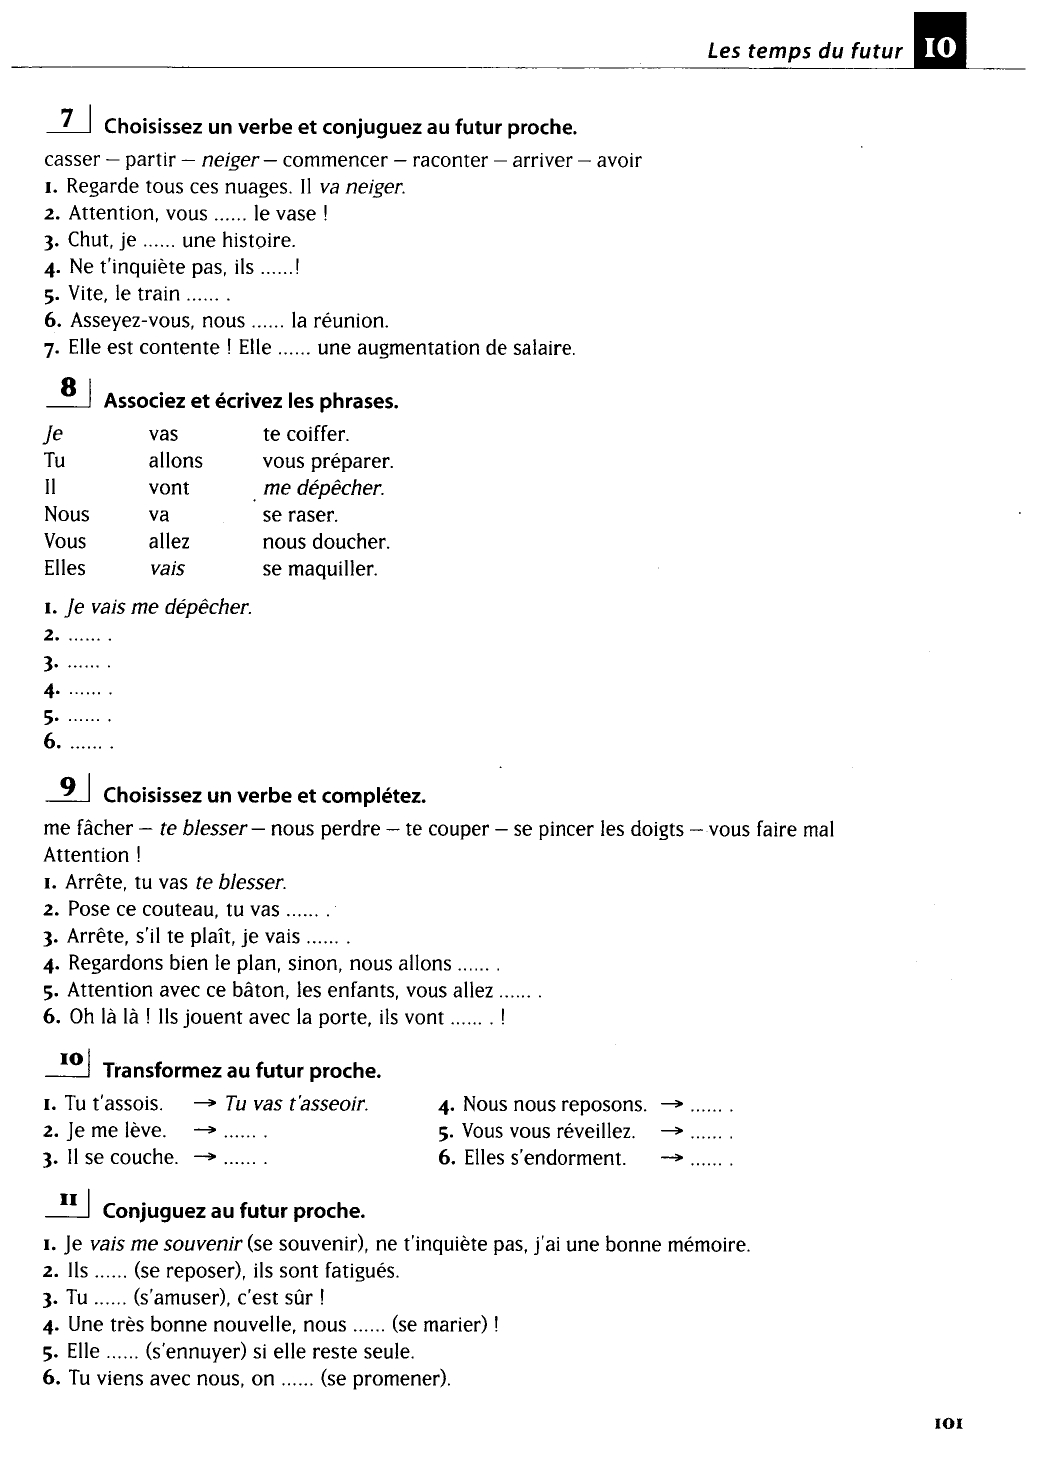 Les temps du futur 10
7 Choisissez un verbe et conjuguez au futur proche.
casser – partir – neiger – commencer – raconter – arriver – avoir
1. Regarde tous ces nuages. Il va neiger.
2. Attention, vous ...... le vase !
3. Chut, je ...... une histoire.
4. Ne t'inquiète pas, ils ......!
5. Vite, le train ...... .
6. Asseyez-vous, nous ...... la réunion.
7. Elle est contente ! Elle ...... une augmentation de salaire.
8 Associez et écrivez les phrases.
Je vas te coiffer.
Tu allons vous préparer.
Il vont me dépêcher.
Nous va se raser.
Vous allez nous doucher.
Elles vais se maquiller.
1. Je vais me dépêcher.
2. ...... .
3. ...... .
4. ...... .
5. ...... .
6. ...... .
9 Choisissez un verbe et complétez.
me fâcher – te blesser – nous perdre – te couper – se pincer les doigts – vous faire mal
Attention !
1. Arrête, tu vas te blesser.
2. Pose ce couteau, tu vas ...... .
3. Arrête, s'il te plaît, je vais ...... .
4. Regardons bien le plan, sinon, nous allons ...... .
5. Attention avec ce bâton, les enfants, vous allez ...... .
6. Oh là là ! Ils jouent avec la porte, ils vont ...... . !
10 Transformez au futur proche.
1. Tu t'assois. → Tu vas t'asseoir.
2. Je me lève. → ...... .
3. Il se couche. → ...... .
4. Nous nous reposons. → ...... .
5. Vous vous réveillez. → ...... .
6. Elles s'endorment. → ...... .
11 Conjuguez au futur proche.
1. Je vais me souvenir (se souvenir), ne t'inquiète pas, j'ai une bonne mémoire.
2. Ils ...... (se reposer), ils sont fatigués.
3. Tu ...... (s'amuser), c'est sûr !
4. Une très bonne nouvelle, nous ...... (se marier) !
5. Elle ...... (s'ennuyer) si elle reste seule.
6. Tu viens avec nous, on ...... (se promener).
101